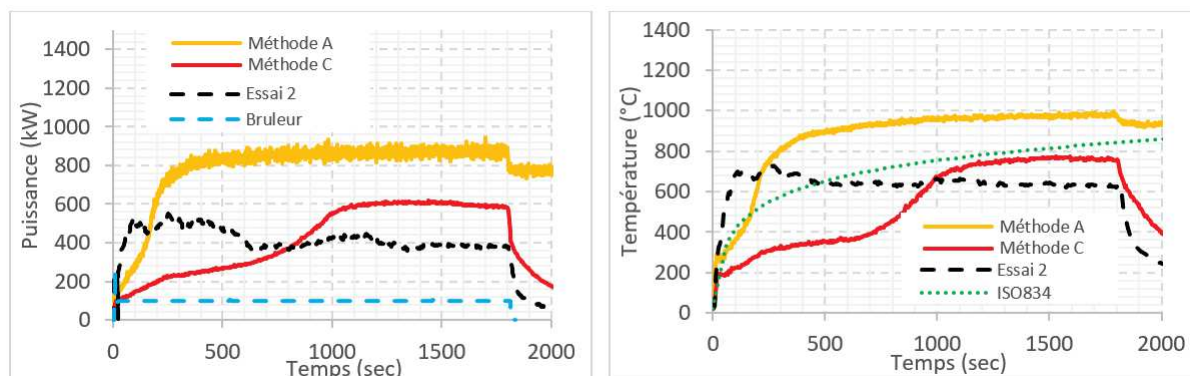 1400
1200
1000
800
600
400
200
0
Puissance (kW)
Méthode A
Méthode C
Essai 2
Bruleur
0
500
1000
1500
2000
Temps (sec)
1400
1200
1000
800
600
400
200
0
Température (°C)
Méthode A
Méthode C
Essai 2
ISO834
0
500
1000
1500
2000
Temps (sec)